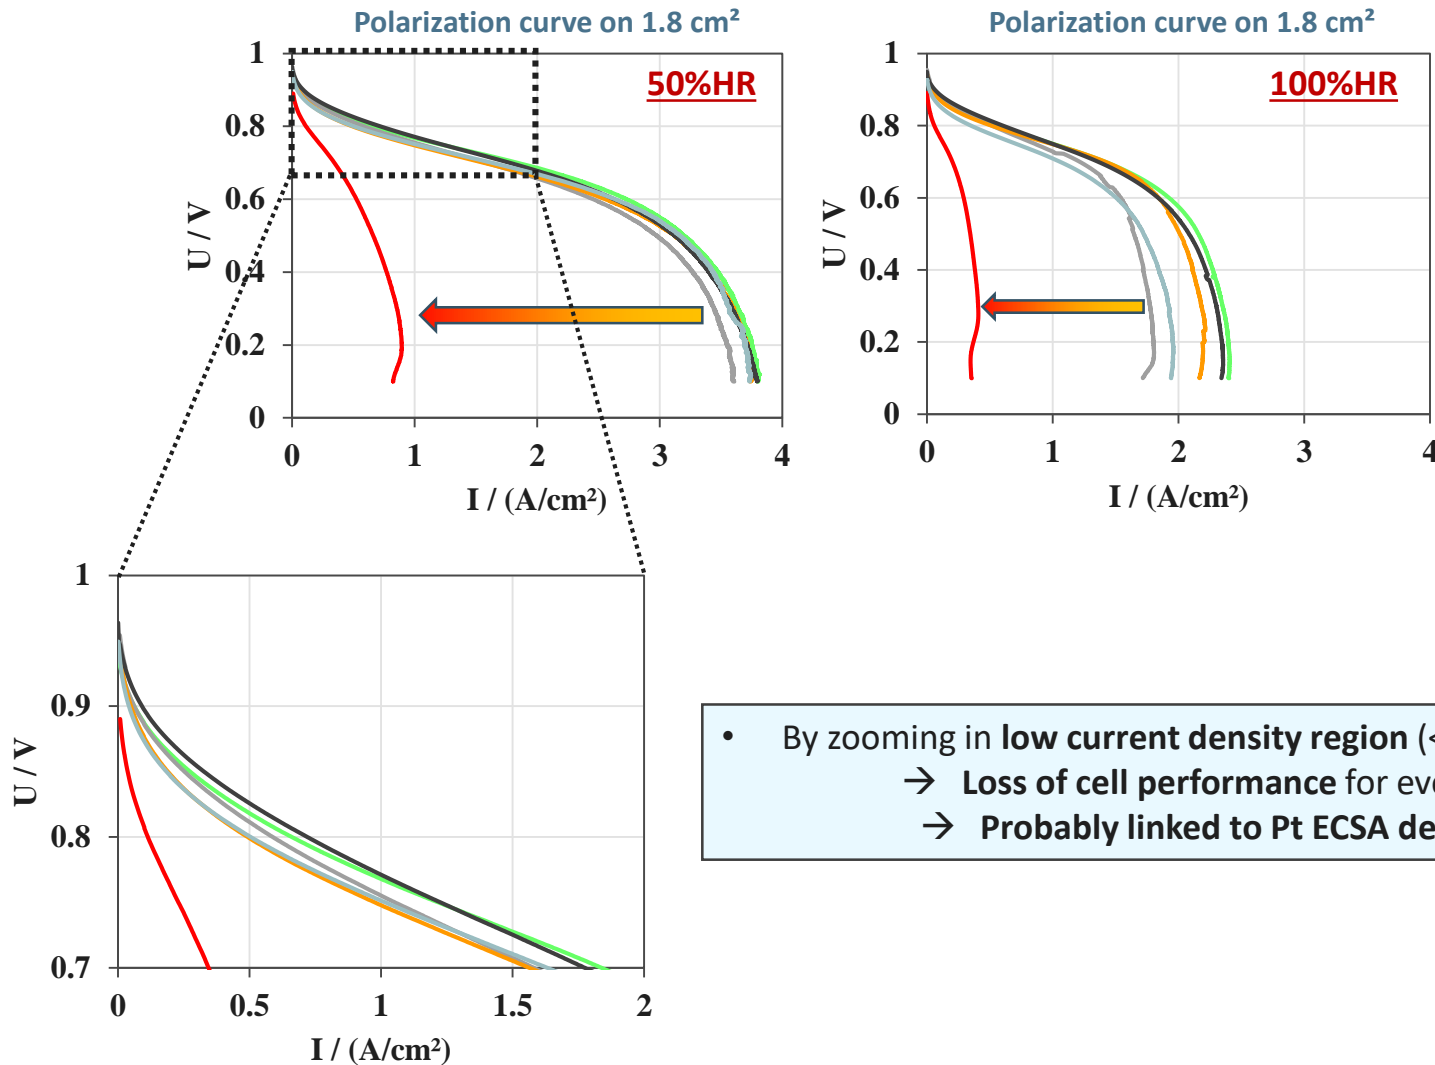 Polarization curve on 1.8 cm²
50%HR
1
0.8
0.6
0.4
0.2
0
U / V
0 1 2 3 4
I / (A/cm²)
Polarization curve on 1.8 cm²
100%HR
1
0.8
0.6
0.4
0.2
0
U / V
0 1 2 3 4
I / (A/cm²)
1
0.9
0.8
0.7
U / V
0 0.5 1 1.5 2
I / (A/cm²)
• By zooming in low current density region (<
→ Loss of cell performance for eve
→ Probably linked to Pt ECSA de